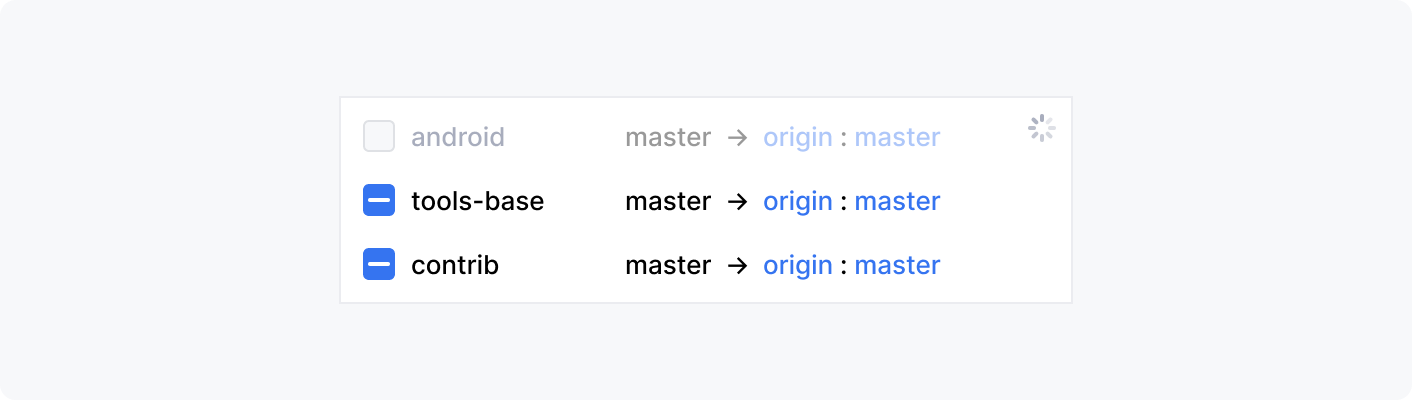 android master → origin : master
tools-base master → origin : master
contrib master → origin : master